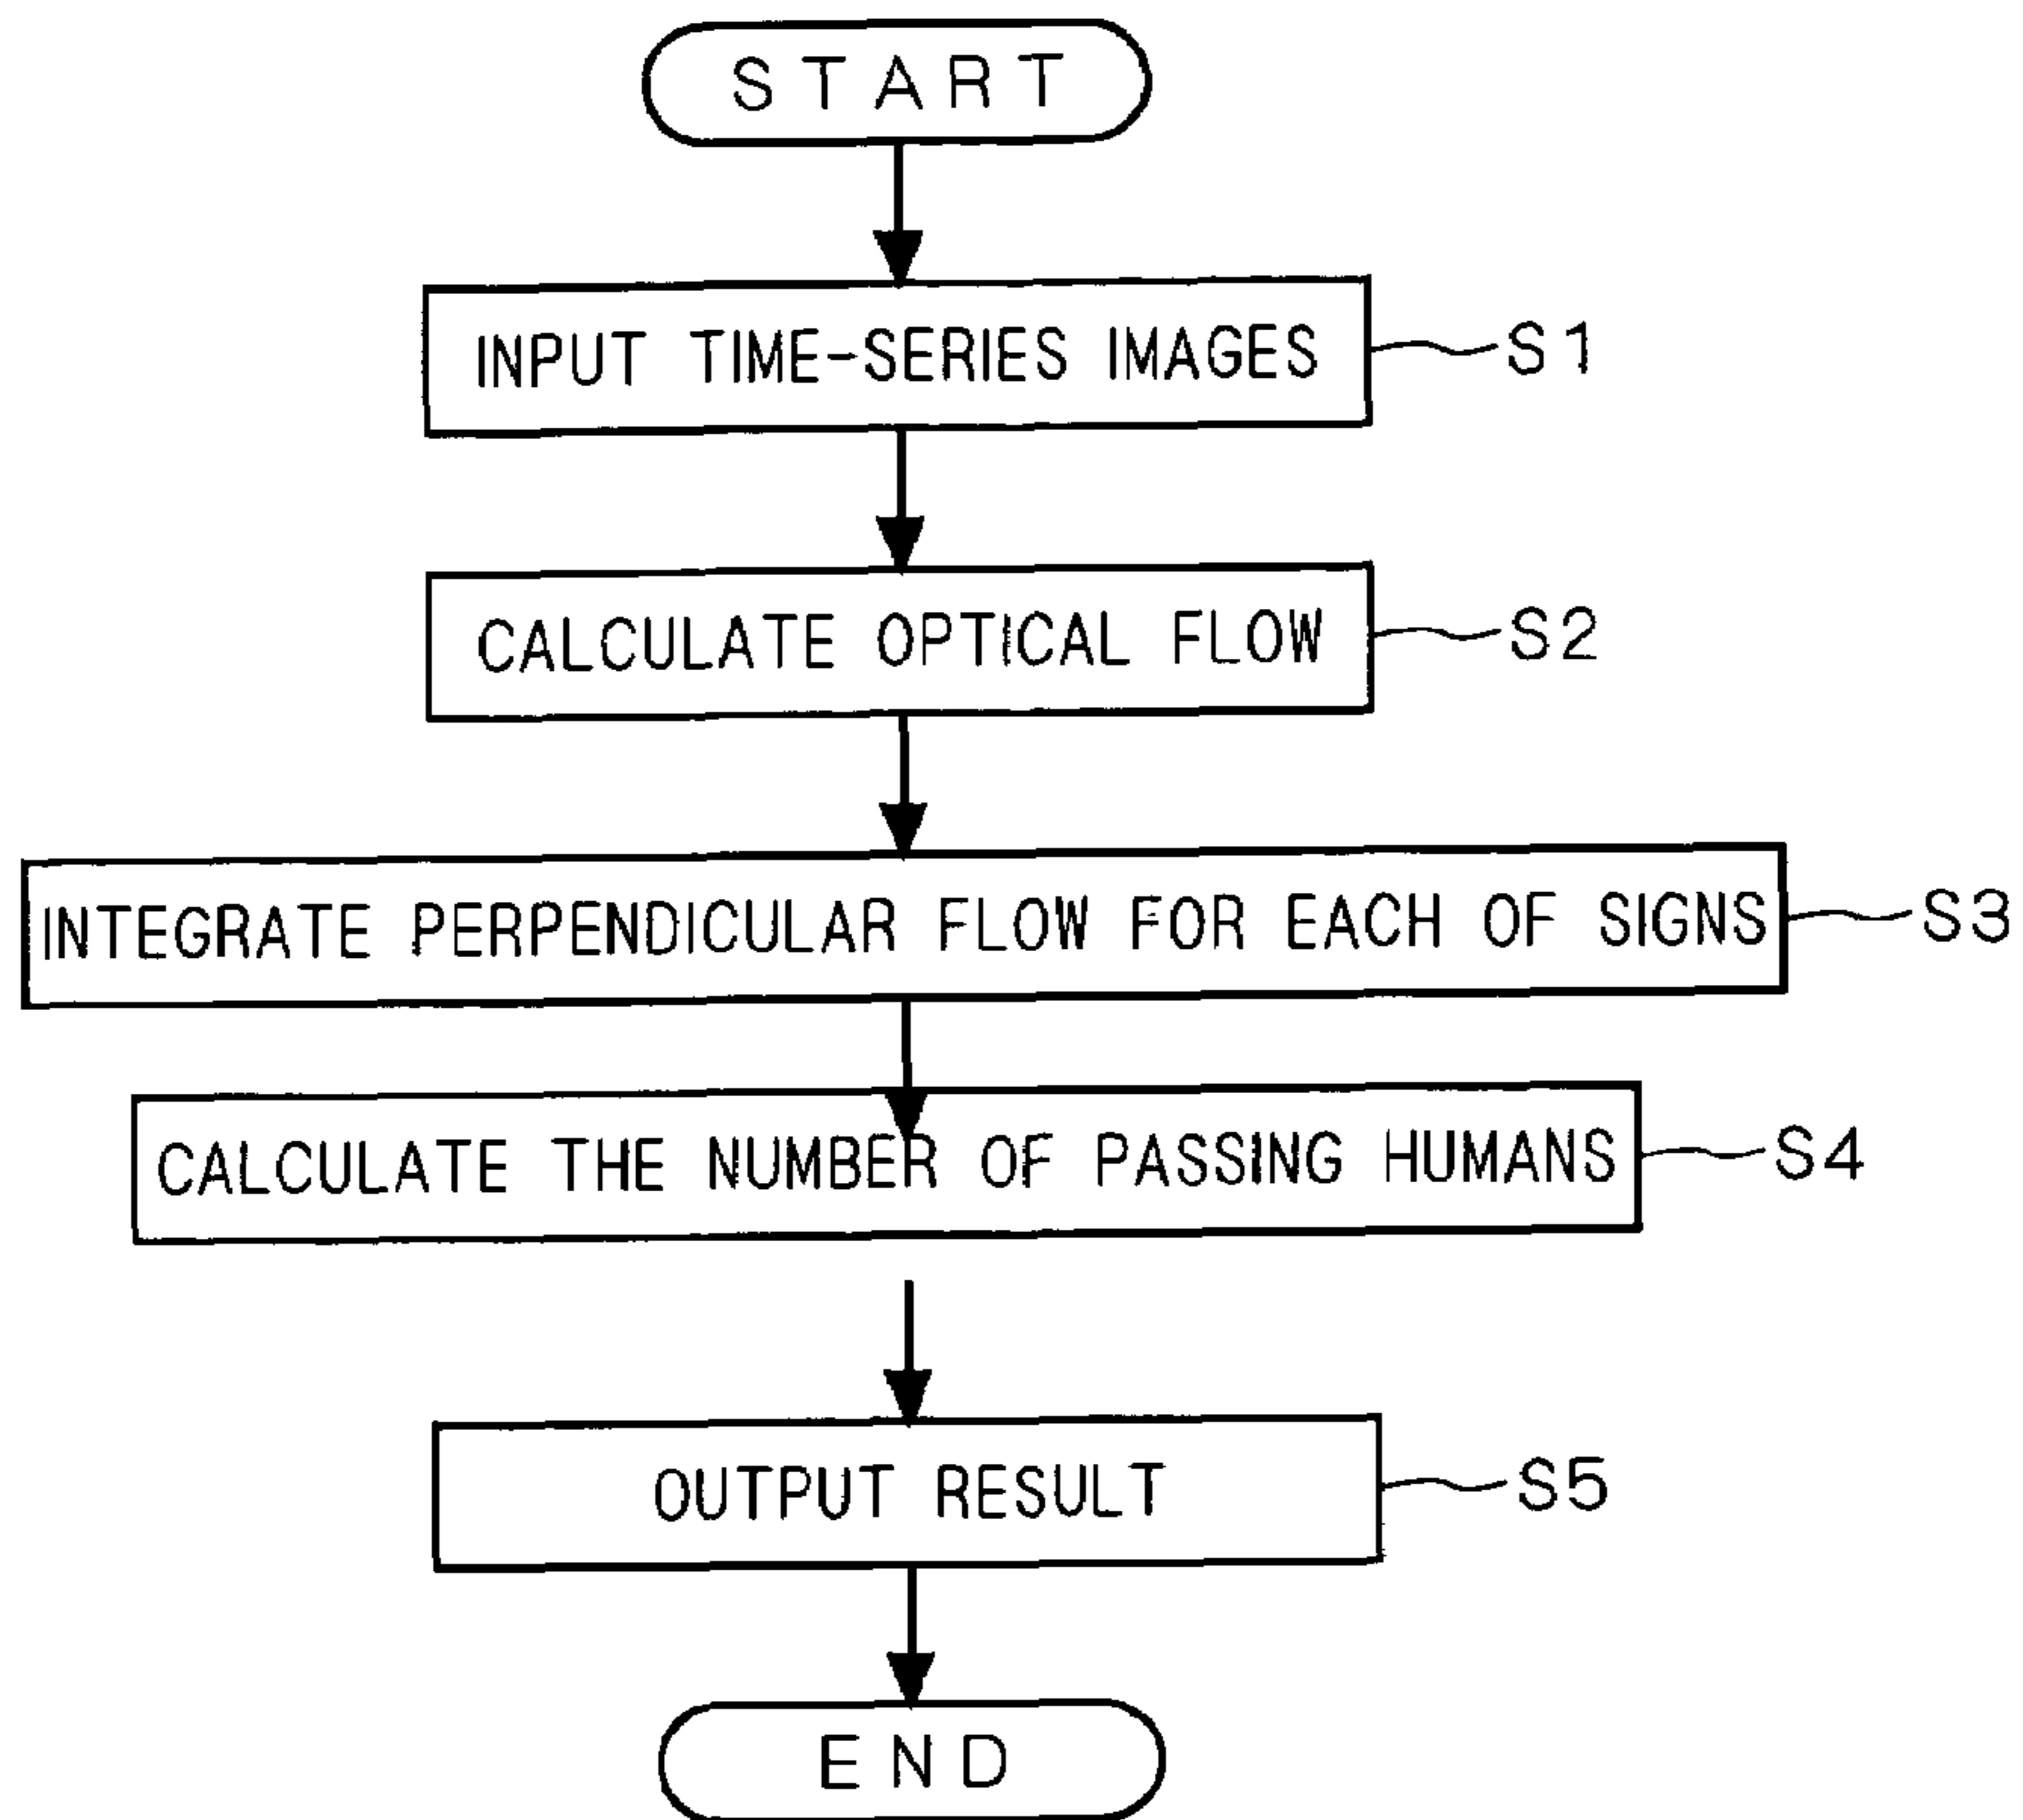 START
INPUT TIME-SERIES IMAGES S1
CALCULATE OPTICAL FLOW S2
INTEGRATE PERPENDICULAR FLOW FOR EACH OF SIGNS S3
CALCULATE THE NUMBER OF PASSING HUMANS S4
OUTPUT RESULT S5
END